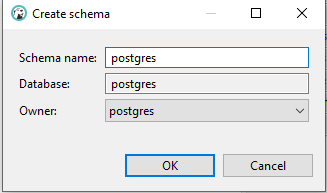 Create schema
Schema name: postgres
Database: postgres
Owner: postgres
OK Cancel